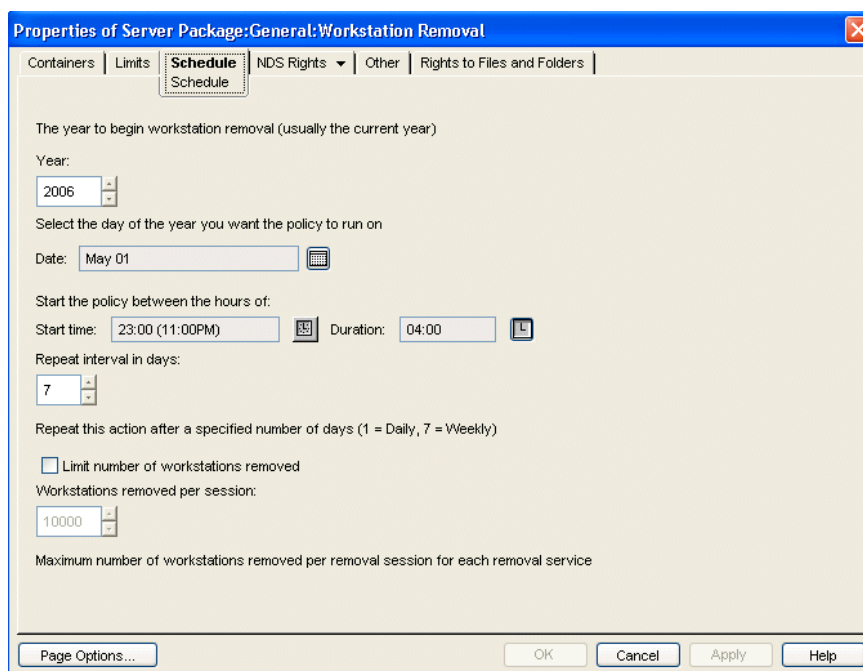 Properties of Server Package:General:Workstation Removal
Containers Limits Schedule NDS Rights Other Rights to Files and Folders
Schedule
The year to begin workstation removal (usually the current year)
Year:
2006
Select the day of the year you want the policy to run on
Date: May 01
Start the policy between the hours of:
Start time: 23:00 (11:00PM) Duration: 04:00
Repeat interval in days:
7
Repeat this action after a specified number of days (1 = Daily, 7 = Weekly)
Limit number of workstations removed
Workstations removed per session:
10000
Maximum number of workstations removed per removal session for each removal service
Page Options... OK Cancel Apply Help